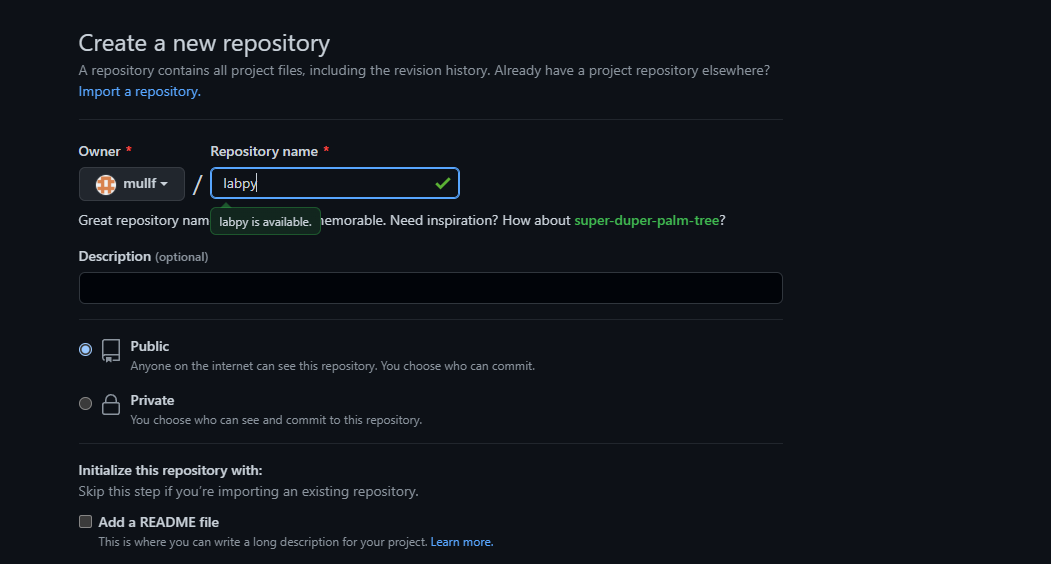 Create a new repository
A repository contains all project files, including the revision history. Already have a project repository elsewhere?
Import a repository.
Owner * Repository name *
mullf / labpy
Great repository nam emorable. Need inspiration? How about super-duper-palm-tree?
labpy is available.
Description (optional)
Public
Anyone on the internet can see this repository. You choose who can commit.
Private
You choose who can see and commit to this repository.
Initialize this repository with:
Skip this step if you’re importing an existing repository.
Add a README file
This is where you can write a long description for your project. Learn more.